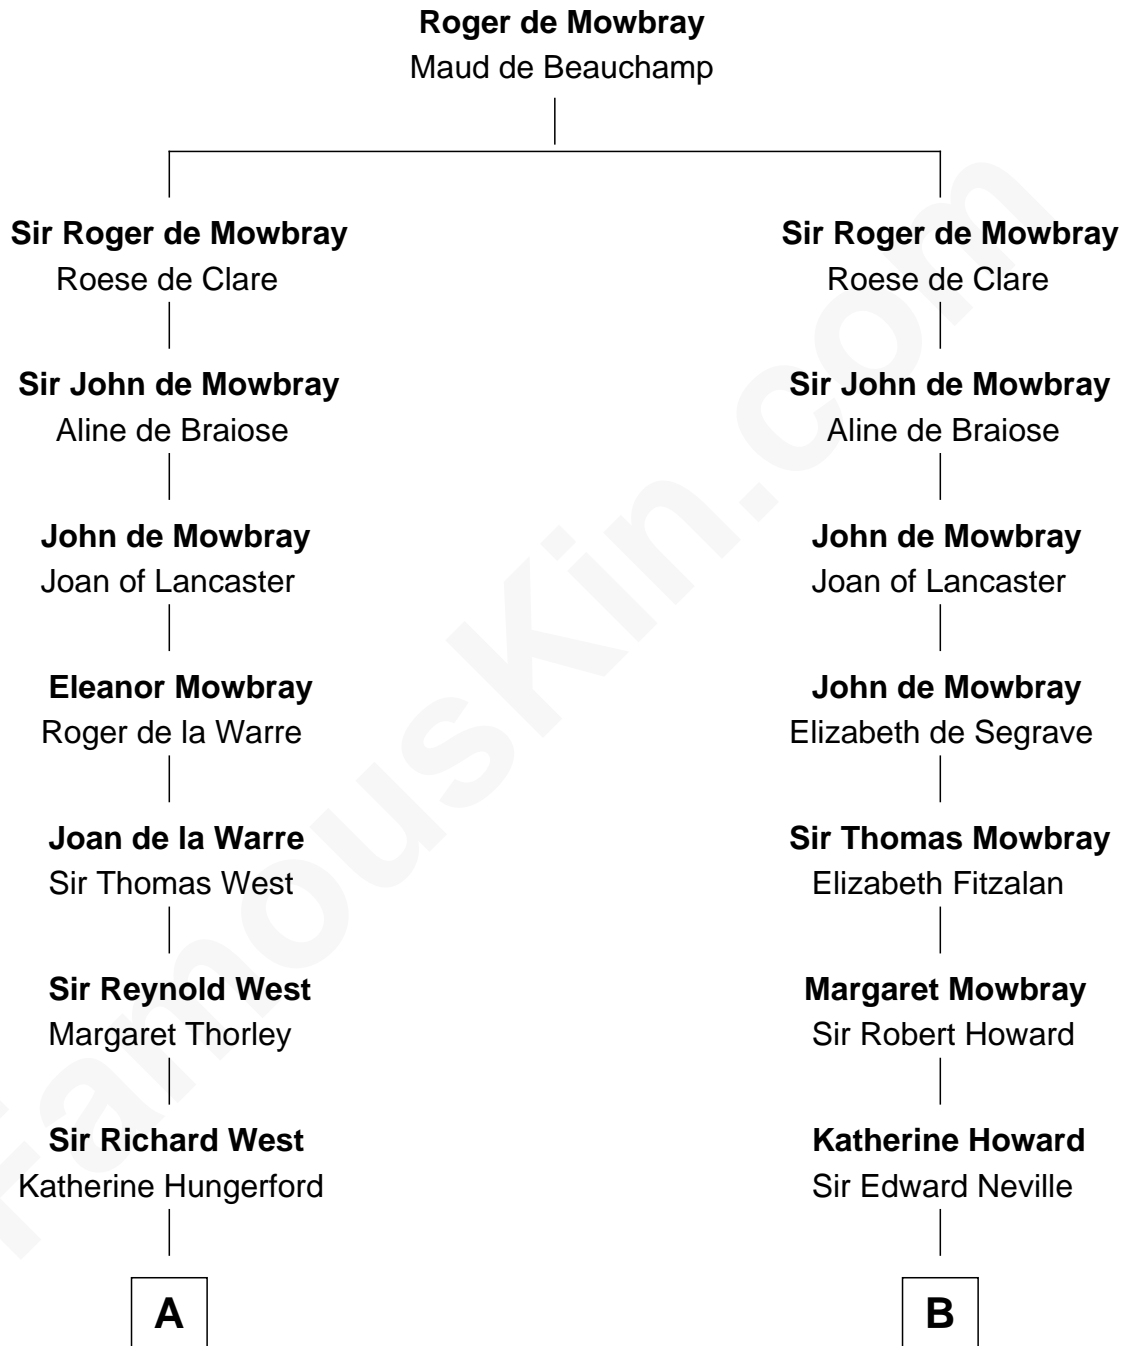 Roger de Mowbray
Maud de Beauchamp
Sir Roger de Mowbray
Roese de Clare
Sir John de Mowbray
Aline de Braiose
John de Mowbray
Joan of Lancaster
Eleanor Mowbray
Roger de la Warre
Joan de la Warre
Sir Thomas West
Sir Reynold West
Margaret Thorley
Sir Richard West
Katherine Hungerford
A
Sir Roger de Mowbray
Roese de Clare
Sir John de Mowbray
Aline de Braiose
John de Mowbray
Joan of Lancaster
John de Mowbray
Elizabeth de Segrave
Sir Thomas Mowbray
Elizabeth Fitzalan
Margaret Mowbray
Sir Robert Howard
Katherine Howard
Sir Edward Neville
B
FamousKin.com